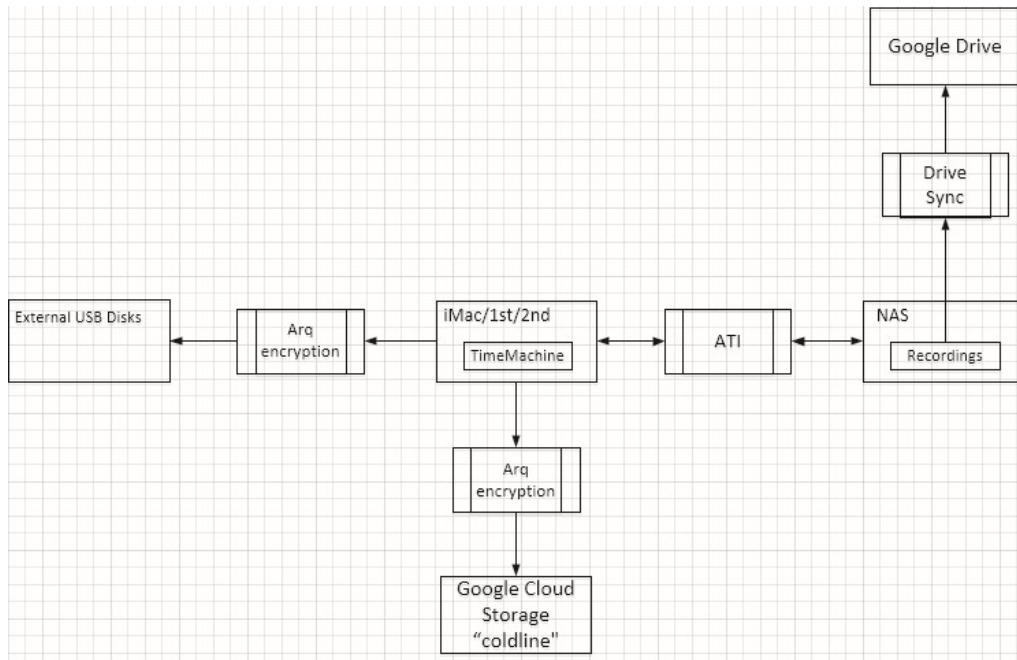 Google Drive
Drive
Sync
External USB Disks
Arq
encryption
iMac/1st/2nd
TimeMachine
ATI
NAS
Recordings
Arq
encryption
Google Cloud
Storage
“coldline"